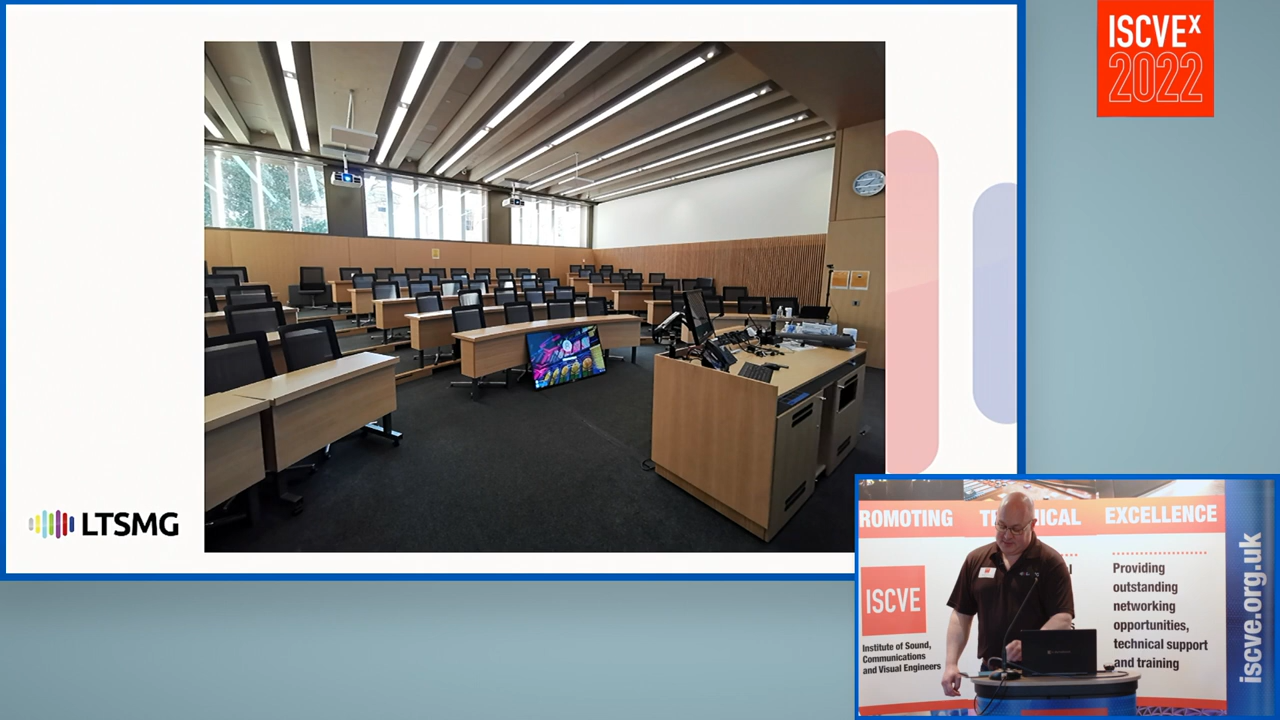 ISCVEx
2022
LTSMG
ROMOTING
EXCELLENCE
ISCVE
Institute of Sound,
Communications
and Visual Engineers
Providing
outstanding
networking
opportunities,
technical support
and training
iscve.org.uk